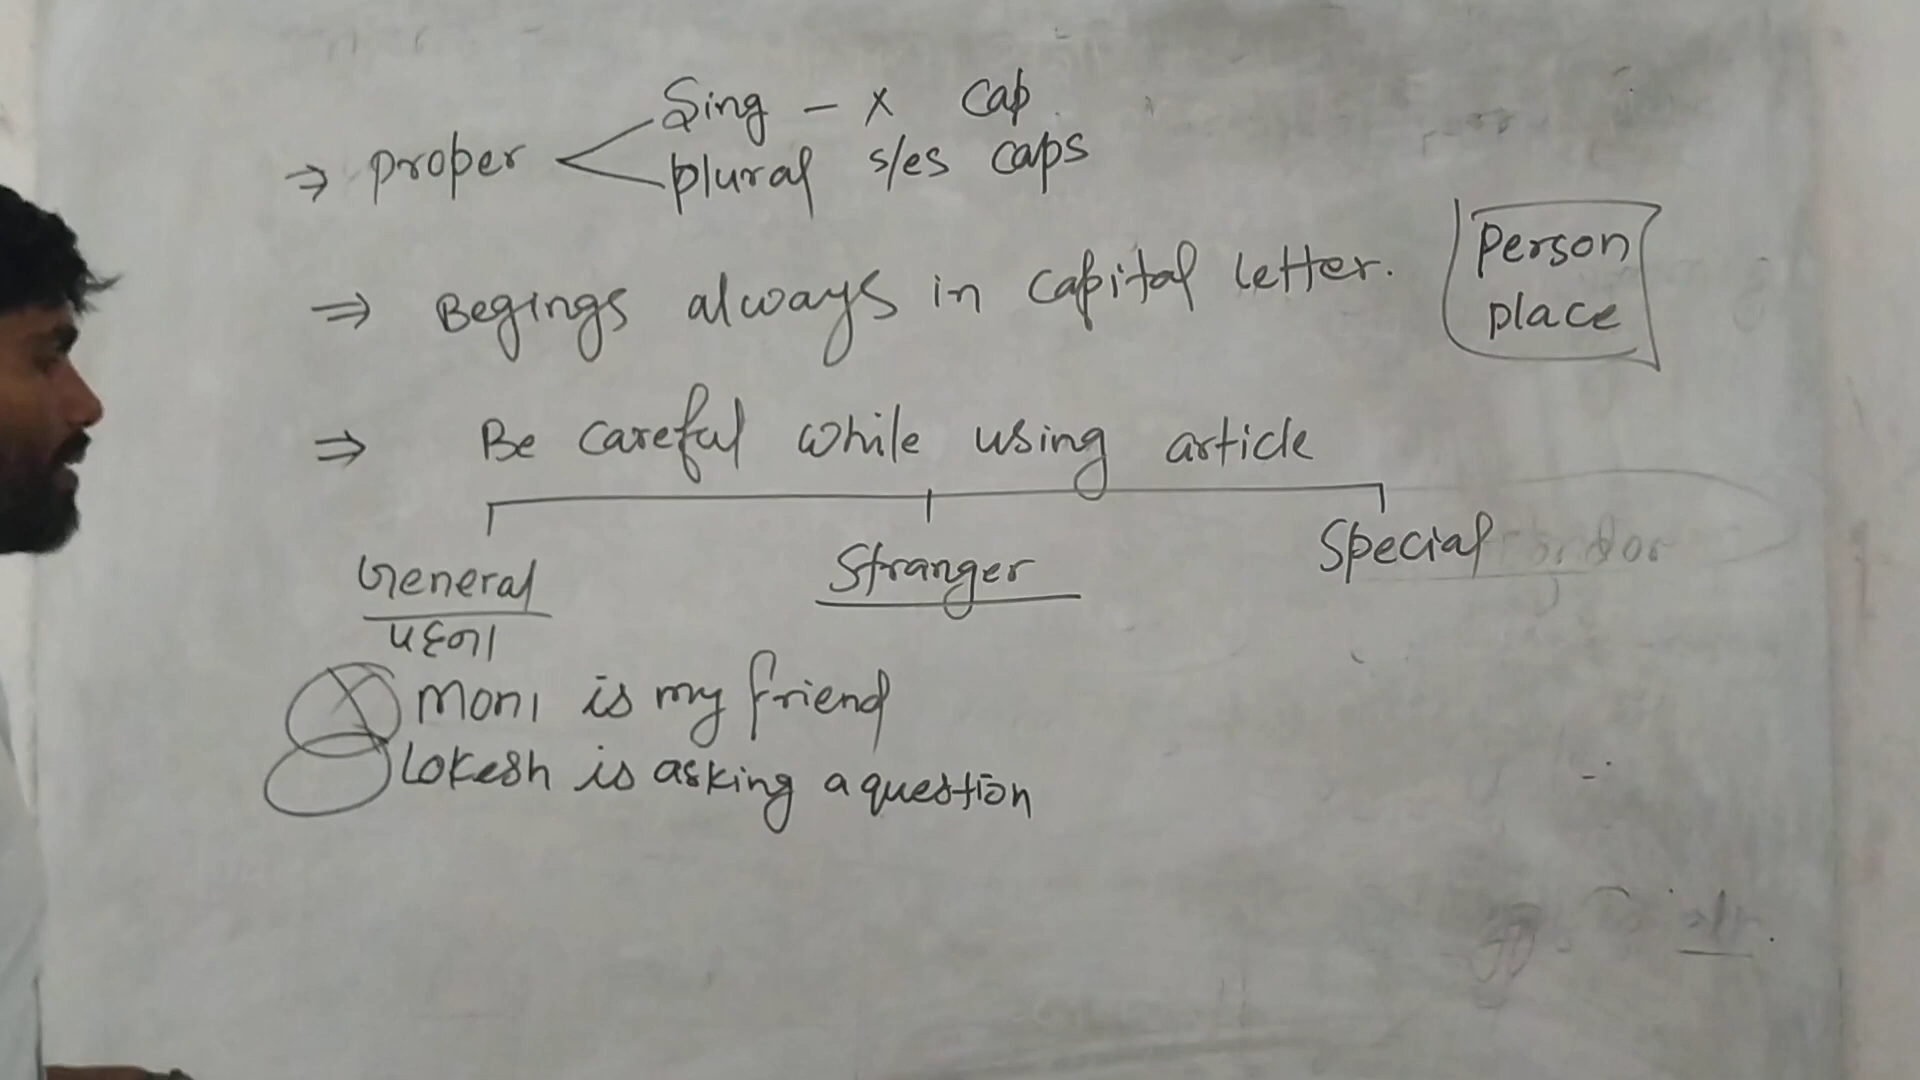 ⇒ proper
Sing – x cap.
plural s/es caps
⇒ Begings always in capital letter.
person
place
⇒ Be careful while using article
General
Stranger
Special
moni is my friend
Lokesh is asking a question